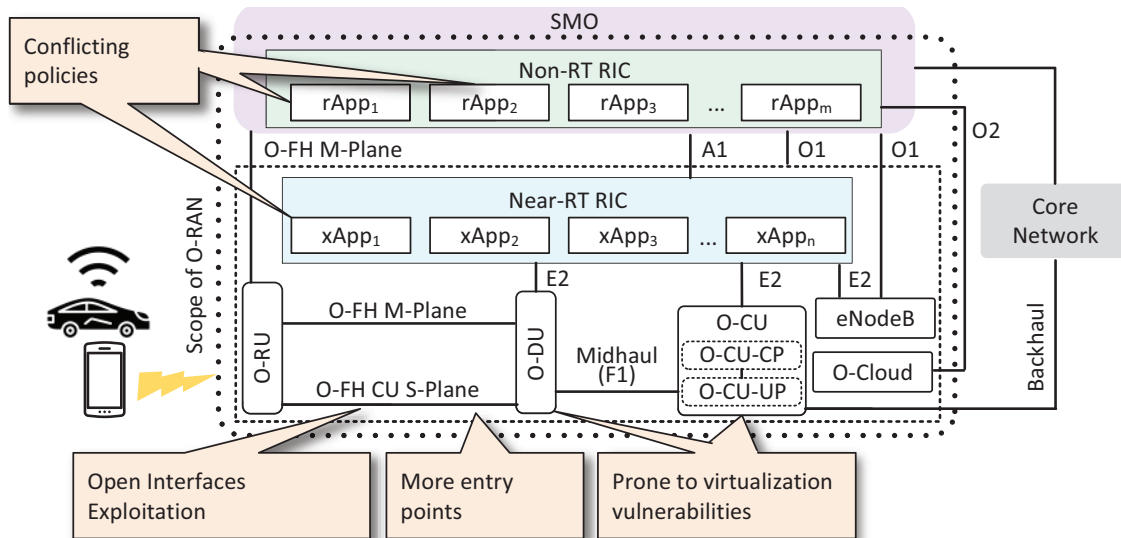 SMO
Conflicting
policies
Non-RT RIC
rApp₁
rApp₂
rApp₃
...
rAppₘ
O-FH M-Plane
A1
O1
O1
O2
Near-RT RIC
xApp₁
xApp₂
xApp₃
...
xAppₙ
Core
Network
Scope of O-RAN
E2
E2
E2
O-RU
O-FH M-Plane
O-DU
O-CU
eNodeB
Midhaul
(F1)
O-CU-CP
O-Cloud
O-FH CU S-Plane
O-CU-UP
Backhaul
Open Interfaces
Exploitation
More entry
points
Prone to virtualization
vulnerabilities